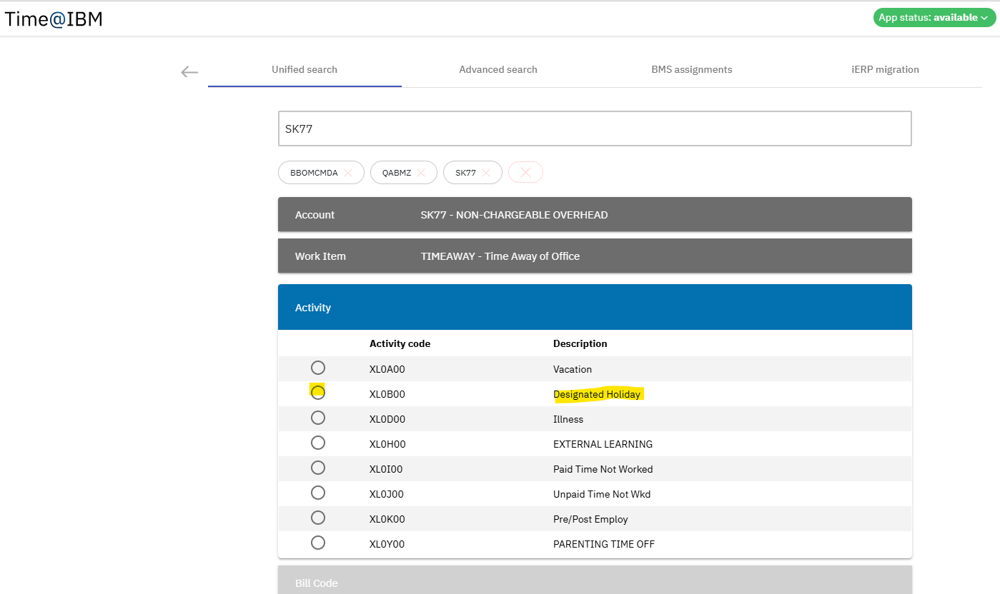 Time@IBM
App status: available
Unified search
Advanced search
BMS assignments
iERP migration
SK77
BBOMCMDA
QABMZ
SK77
Account SK77 - NON-CHARGEABLE OVERHEAD
Work Item TIMEAWAY - Time Away of Office
Activity
Activity code Description
XL0A00 Vacation
XL0B00 Designated Holiday
XL0D00 Illness
XL0H00 EXTERNAL LEARNING
XL0I00 Paid Time Not Worked
XL0J00 Unpaid Time Not Wkd
XL0K00 Pre/Post Employ
XL0Y00 PARENTING TIME OFF
Bill Code